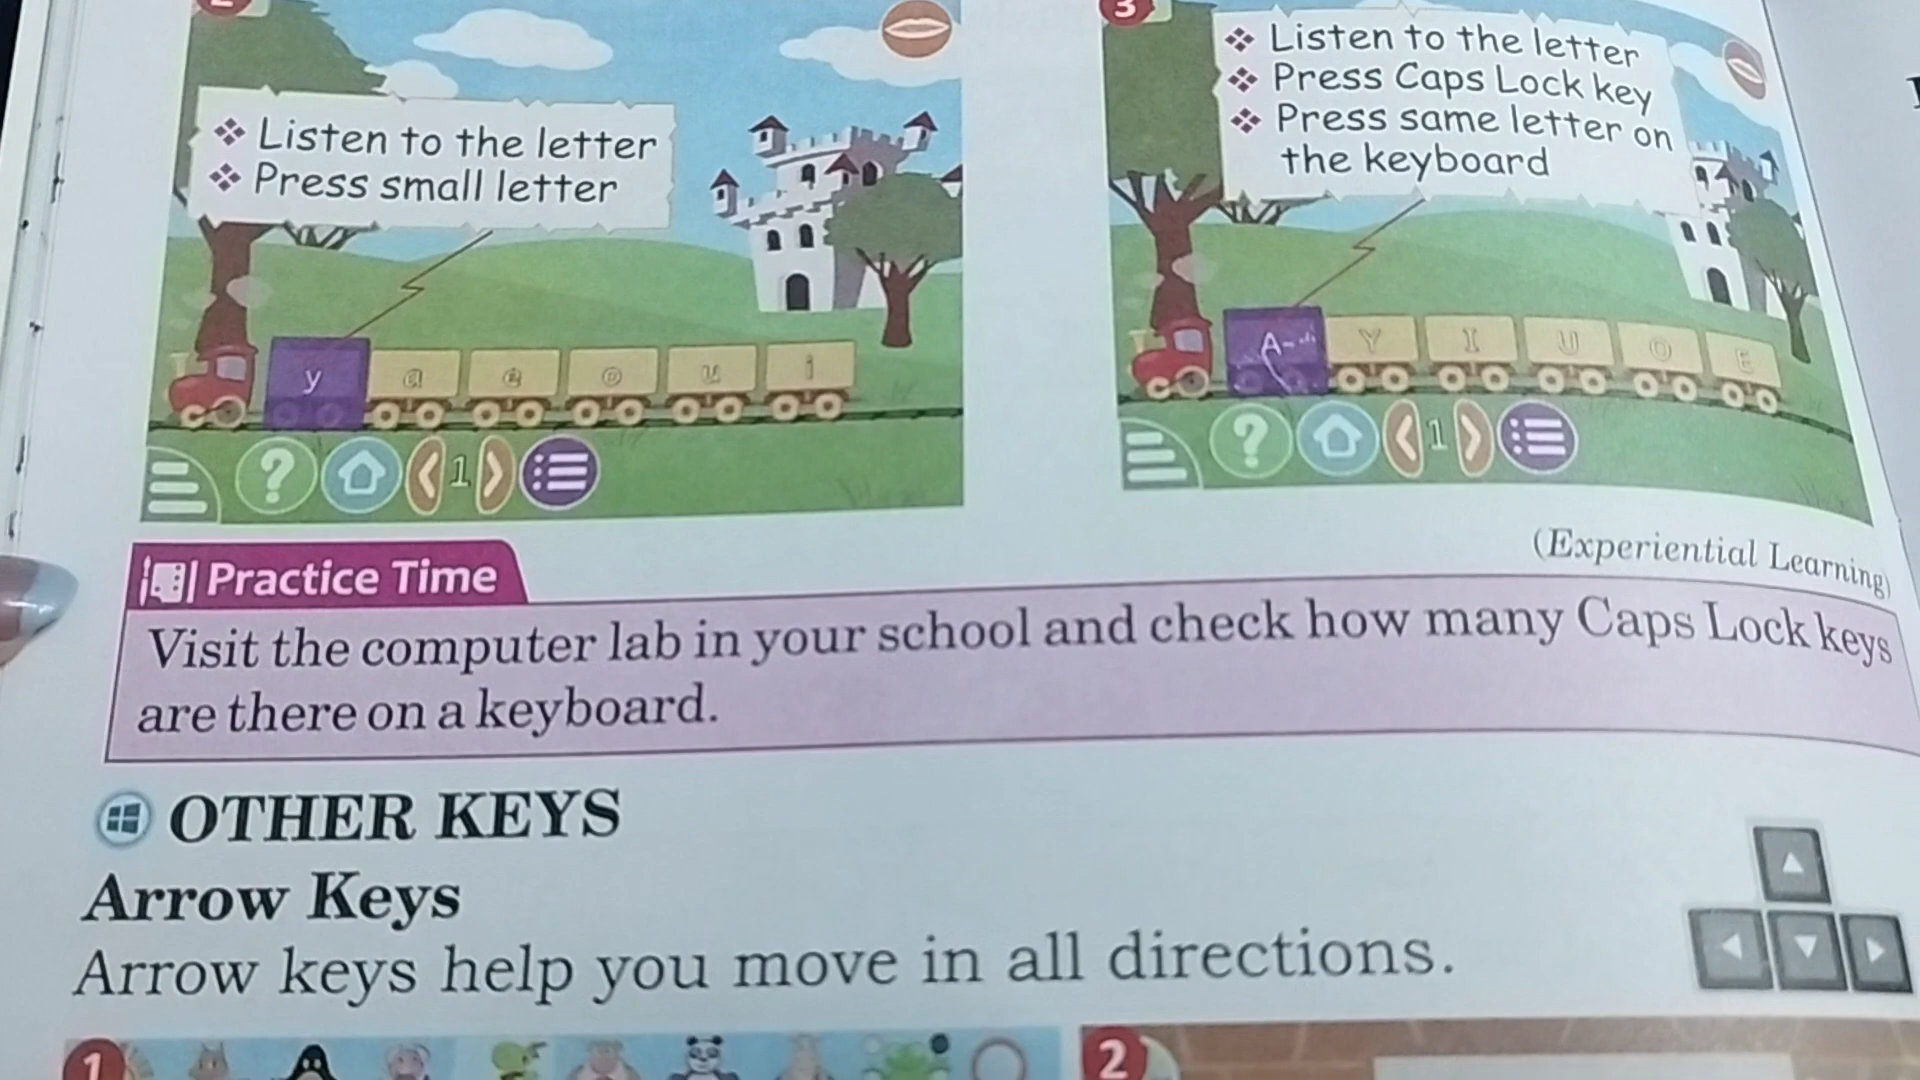 2
Listen to the letter
Press small letter
y a e o u i
? 1
3
Listen to the letter
Press Caps Lock key
Press same letter on
the keyboard
A Y I U O E
? 1
(Experiential Learning)
Practice Time
Visit the computer lab in your school and check how many Caps Lock keys
are there on a keyboard.
OTHER KEYS
Arrow Keys
Arrow keys help you move in all directions.
1
2